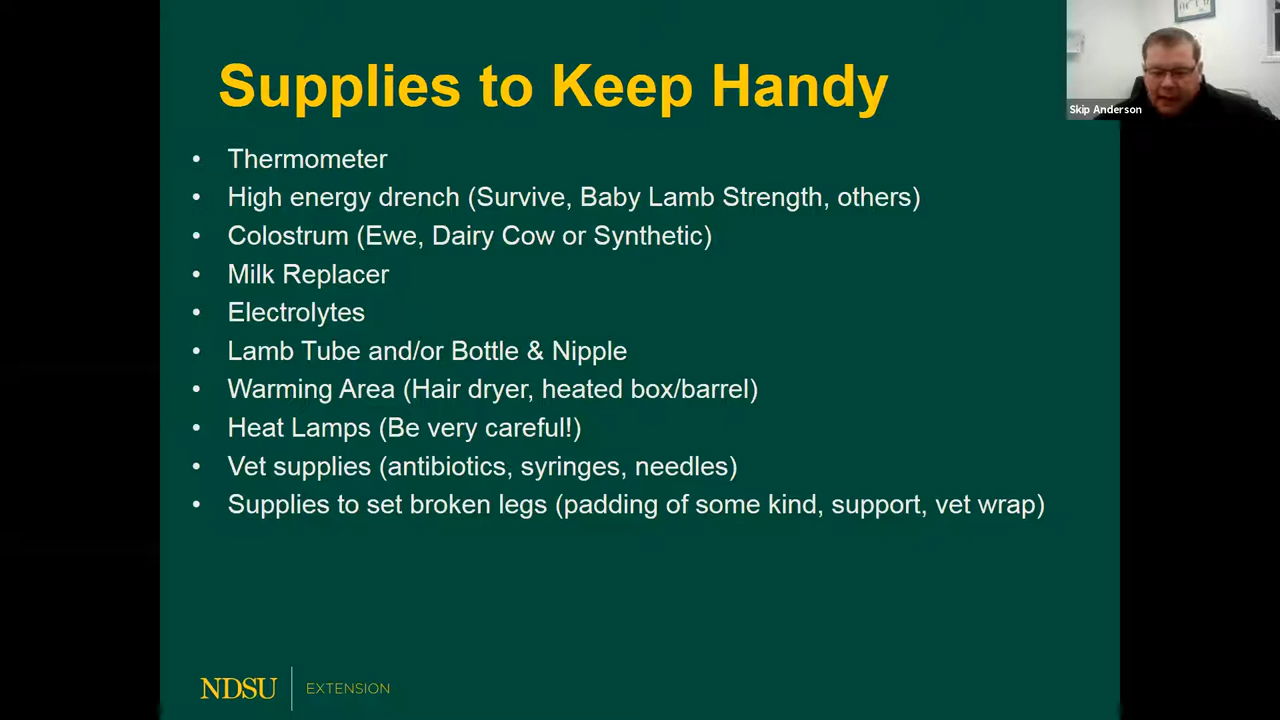 Supplies to Keep Handy
Skip Anderson
• Thermometer
• High energy drench (Survive, Baby Lamb Strength, others)
• Colostrum (Ewe, Dairy Cow or Synthetic)
• Milk Replacer
• Electrolytes
• Lamb Tube and/or Bottle & Nipple
• Warming Area (Hair dryer, heated box/barrel)
• Heat Lamps (Be very careful!)
• Vet supplies (antibiotics, syringes, needles)
• Supplies to set broken legs (padding of some kind, support, vet wrap)
NDSU EXTENSION